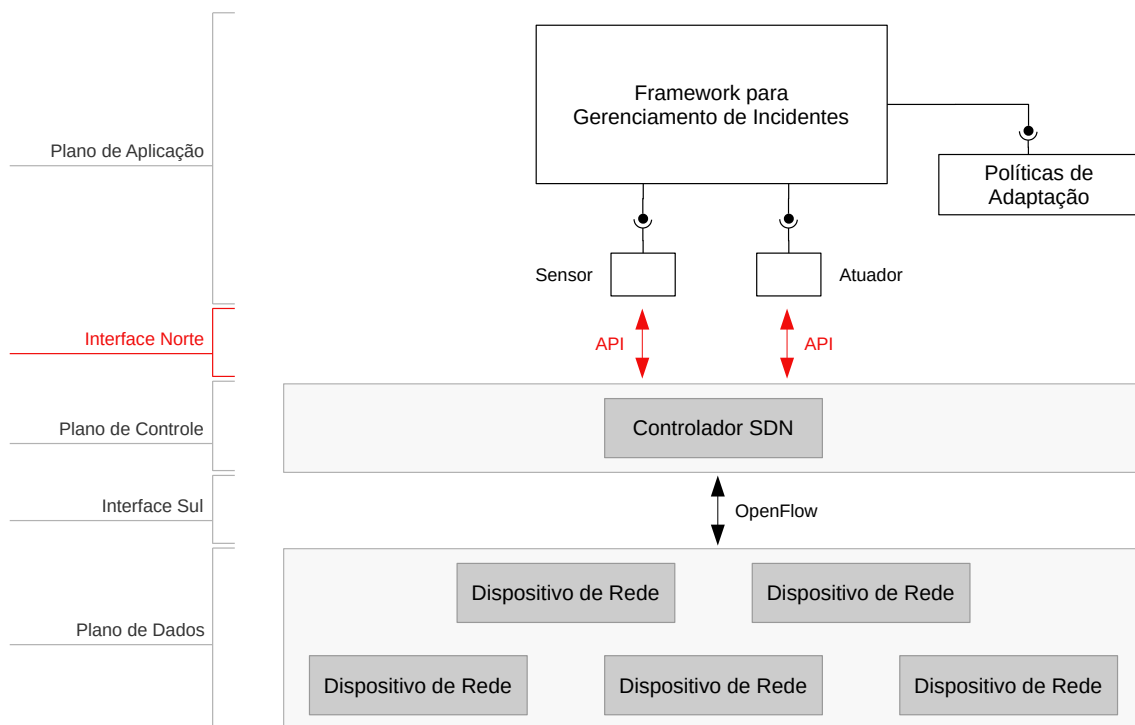 Framework para
Gerenciamento de Incidentes
Plano de Aplicação
Políticas de
Adaptação
Sensor
Atuador
Interface Norte
API
API
Plano de Controle
Controlador SDN
Interface Sul
OpenFlow
Dispositivo de Rede
Dispositivo de Rede
Plano de Dados
Dispositivo de Rede
Dispositivo de Rede
Dispositivo de Rede